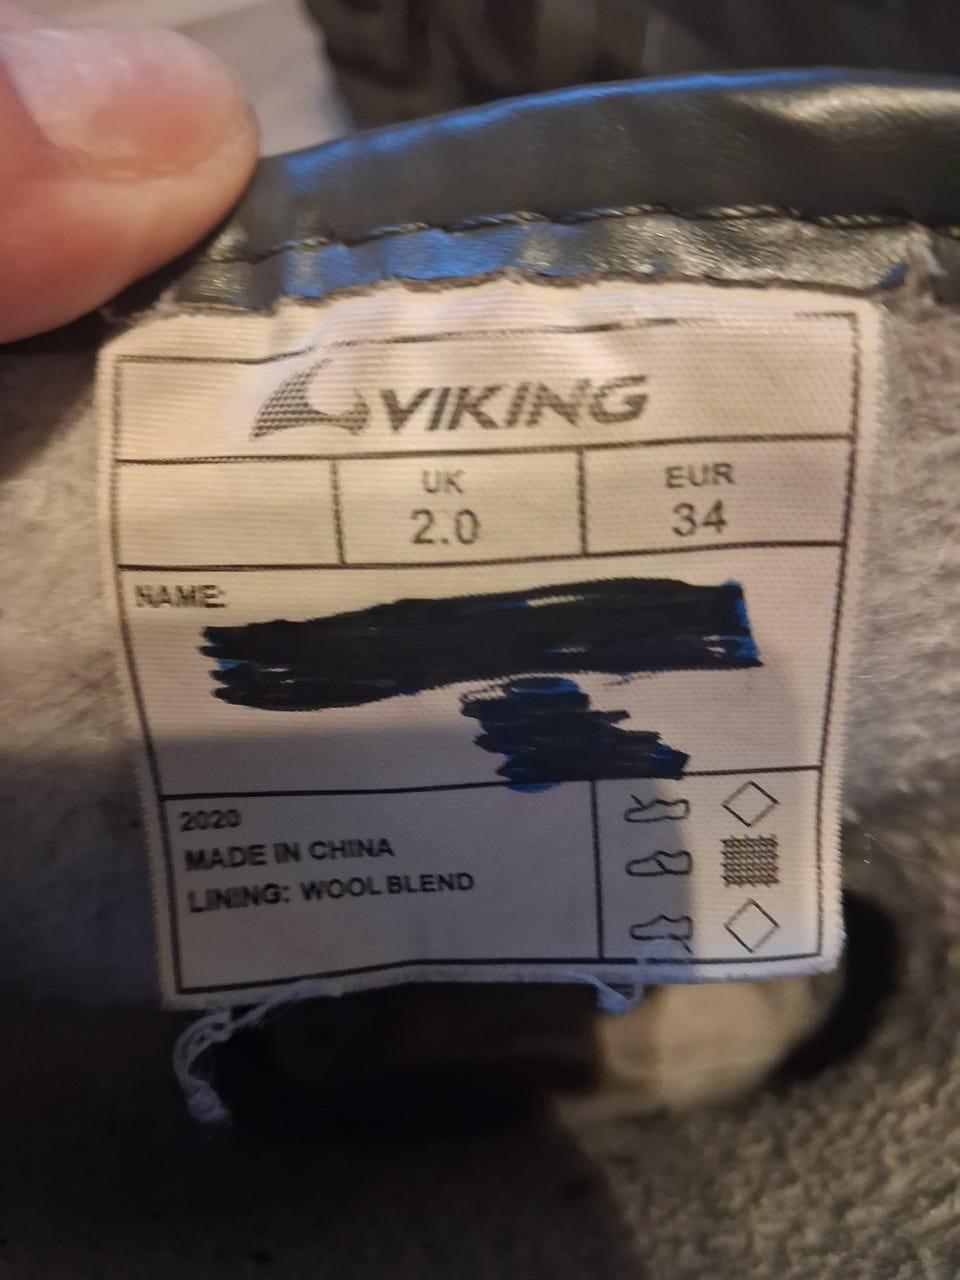 VIKING
UK
2.0
EUR
34
NAME:
2020
MADE IN CHINA
LINING: WOOL BLEND